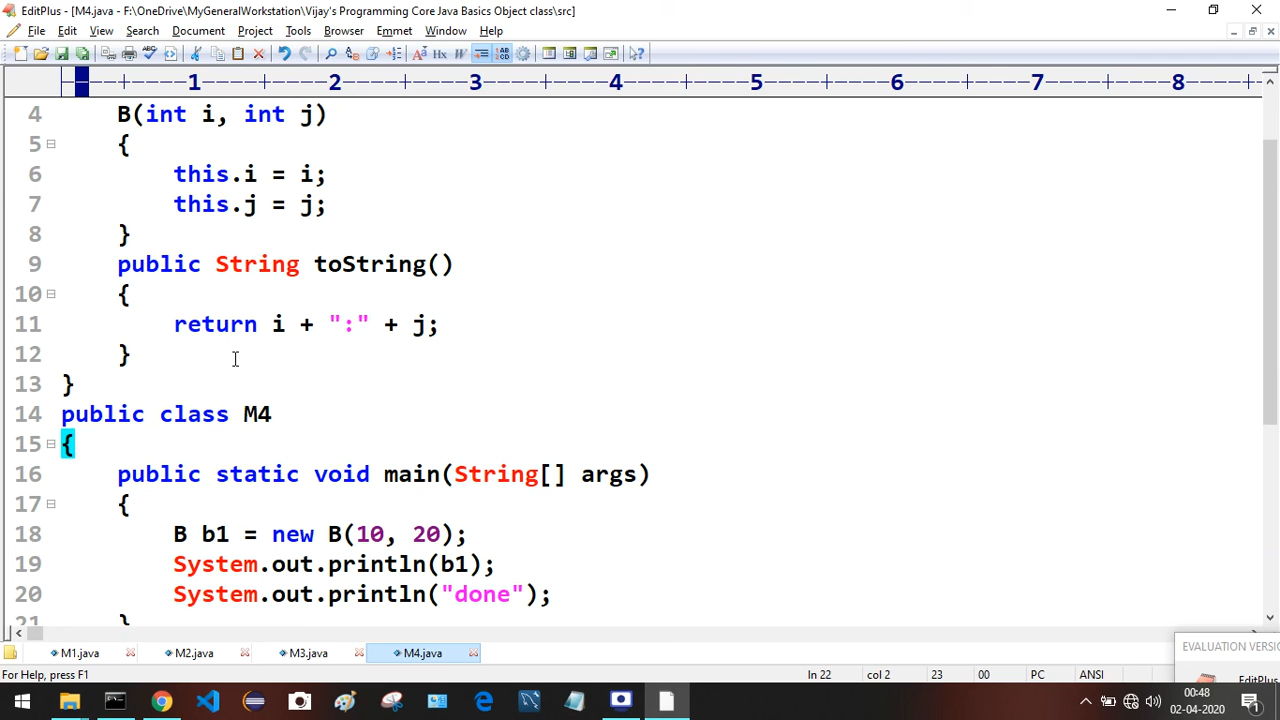 EditPlus - [M4.java - F:\OneDrive\MyGeneralWorkstation\Vijay's Programming Core Java Basics Object class\src]
File Edit View Search Document Project Tools Browser Emmet Window Help
1 2 3 4 5 6 7 8
4 B(int i, int j)
5 {
6 this.i = i;
7 this.j = j;
8 }
9 public String toString()
10 {
11 return i + ":" + j;
12 }
13 }
14 public class M4
15 {
16 public static void main(String[] args)
17 {
18 B b1 = new B(10, 20);
19 System.out.println(b1);
20 System.out.println("done");
21 }
M1.java M2.java M3.java M4.java
EVALUATION VERSI
For Help, press F1 ln 22 col 2 23 00 PC ANSI
EditPlu
00:48
02-04-2020